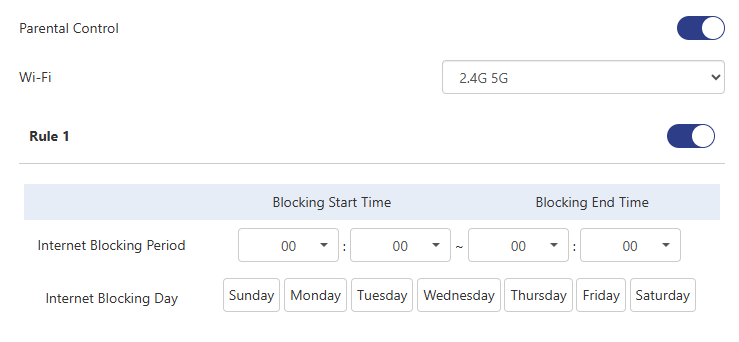 Parental Control
Wi-Fi 2.4G 5G
Rule 1
Blocking Start Time Blocking End Time
Internet Blocking Period 00 : 00 ~ 00 : 00
Internet Blocking Day Sunday Monday Tuesday Wednesday Thursday Friday Saturday